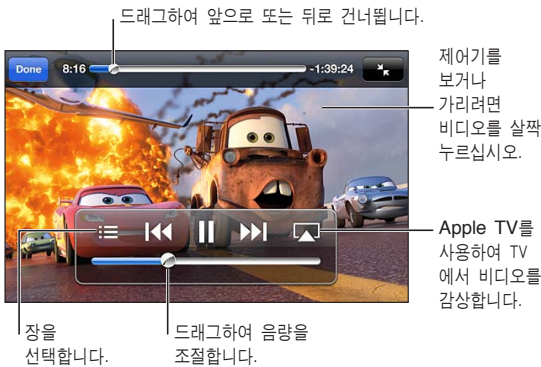 드래그하여 앞으로 또는 뒤로 건너뜁니다.
Done
8:16
-1:39:24
제어기를
보거나
가리려면
비디오를 살짝
누르십시오.
Apple TV를
사용하여 TV
에서 비디오를
감상합니다.
장을
선택합니다.
드래그하여 음량을
조절합니다.